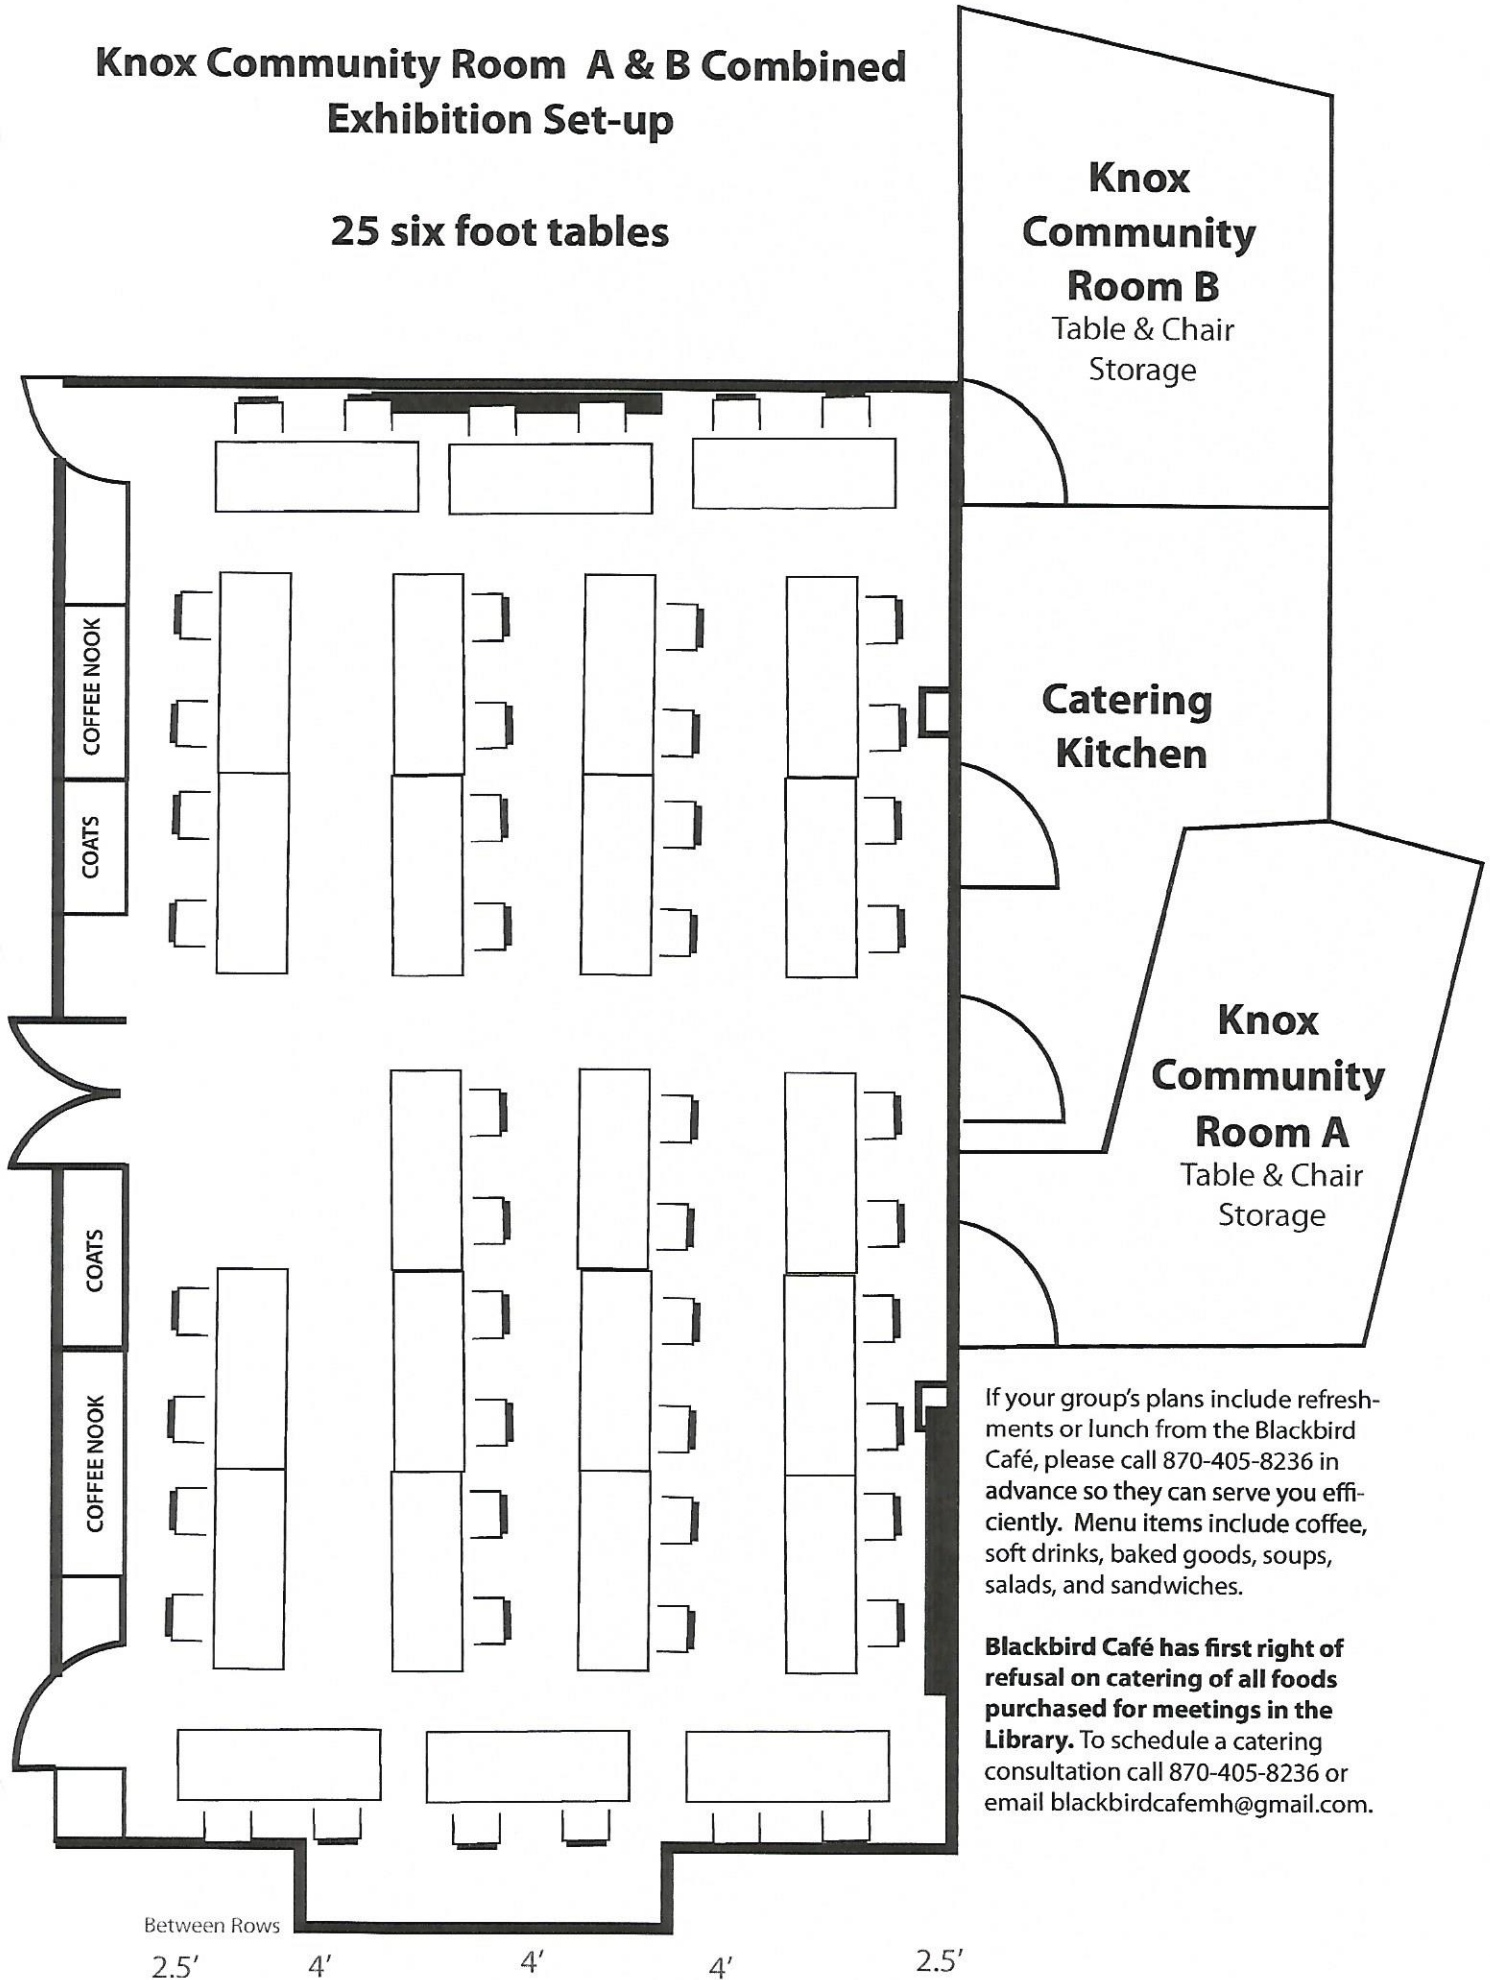 Knox Community Room A & B Combined
Exhibition Set-up
25 six foot tables
Knox
Community
Room B
Table & Chair
Storage
COFFEE NOOK
COATS
Catering
Kitchen
Knox
Community
Room A
Table & Chair
Storage
COATS
COFFEE NOOK
If your group's plans include refresh-
ments or lunch from the Blackbird
Café, please call 870-405-8236 in
advance so they can serve you effi-
ciently. Menu items include coffee,
soft drinks, baked goods, soups,
salads, and sandwiches.
Blackbird Café has first right of
refusal on catering of all foods
purchased for meetings in the
Library. To schedule a catering
consultation call 870-405-8236 or
email blackbirdcafemh@gmail.com.
Between Rows
2.5' 4' 4' 4' 2.5'